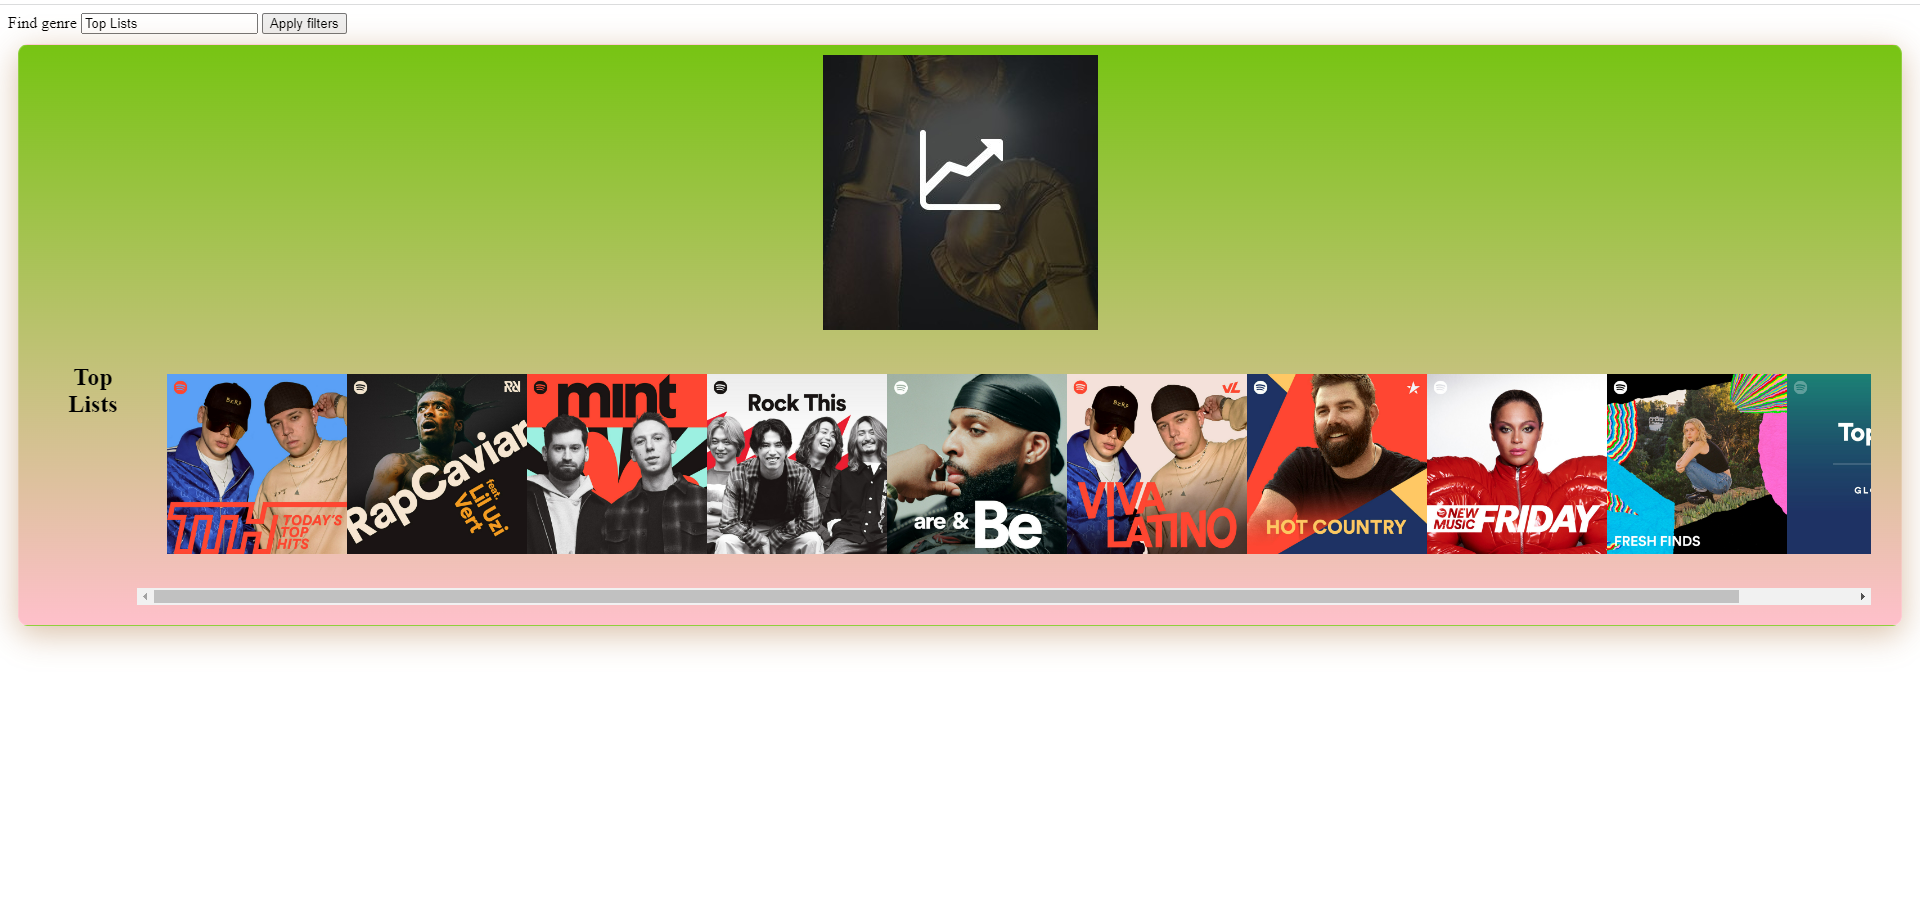 Find genre Top Lists Apply filters
Top
Lists
TODAY'S
TOP
HITS
RapCaviar
feat.
Lil Uzi
Vert
mint
Rock This
are & Be
VIVA
LATINO
HOT COUNTRY
NEW
MUSIC FRIDAY
FRESH FINDS
Top
GL